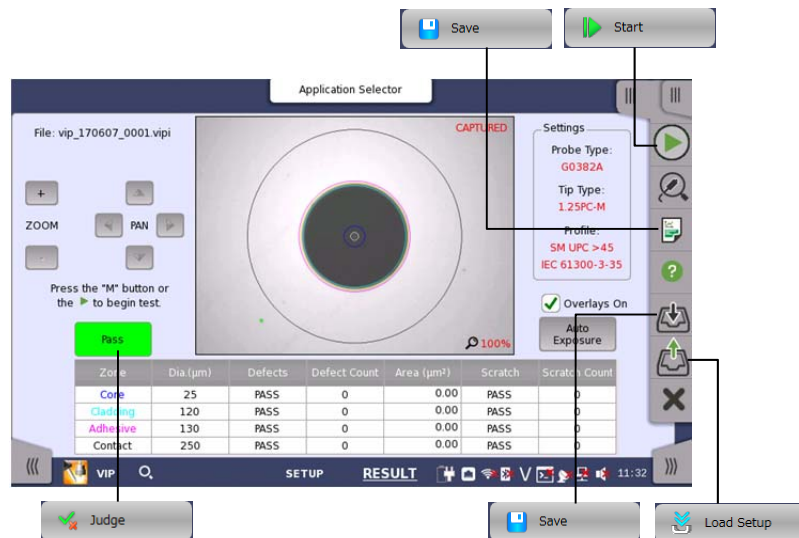 Save
Start
Application Selector
File: vip_170607_0001.vipi
CAPTURED
Settings
Probe Type:
G0382A
Tip Type:
1.25PC-M
Profile:
SM UPC >45
IEC 61300-3-35
+
ZOOM
PAN
-
Press the "M" button or
the ▶ to begin test.
Pass
100%
Overlays On
Auto
Exposure
Zone Dia.(μm) Defects Defect Count Area (μm²) Scratch Scratch Count
Core 25 PASS 0 0.00 PASS 0
Cladding 120 PASS 0 0.00 PASS 0
Adhesive 130 PASS 0 0.00 PASS 0
Contact 250 PASS 0 0.00 PASS 0
VIP SETUP RESULT V 11:32
Judge
Save
Load Setup